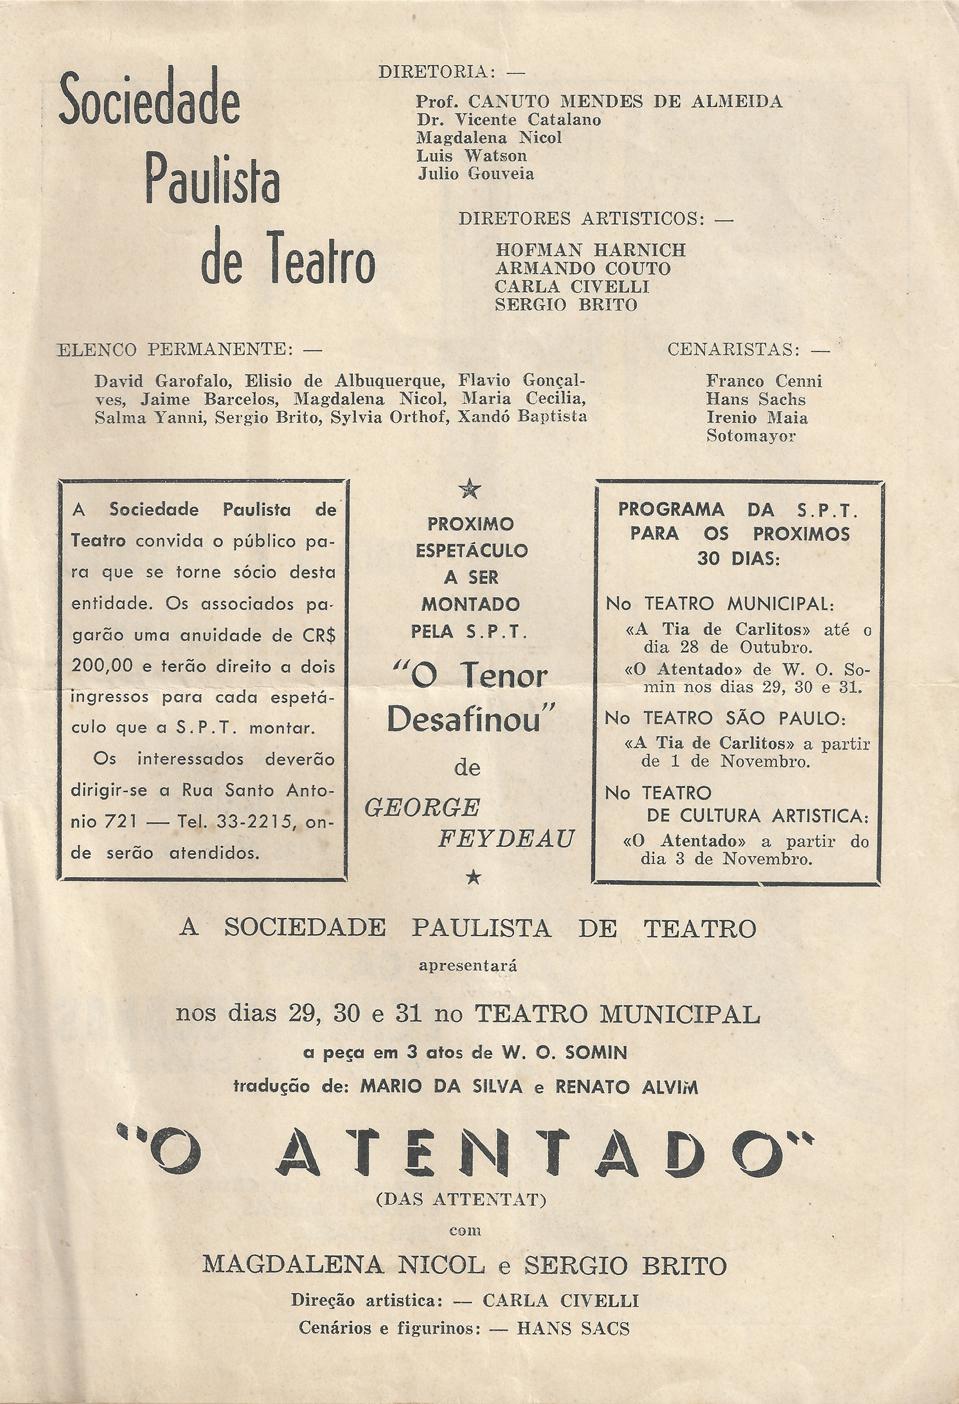 Sociedade
Paulista
de Teatro
DIRETORIA: —
Prof. CANUTO MENDES DE ALMEIDA
Dr. Vicente Catalano
Magdalena Nicol
Luis Watson
Julio Gouveia
DIRETORES ARTISTICOS: —
HOFMAN HARNICH
ARMANDO COUTO
CARLA CIVELLI
SERGIO BRITO
ELENCO PERMANENTE: —
David Garofalo, Elisio de Albuquerque, Flavio Gonçal-
ves, Jaime Barcelos, Magdalena Nicol, Maria Cecilia,
Salma Yanni, Sergio Brito, Sylvia Orthof, Xandó Baptista
CENARISTAS: —
Franco Cenni
Hans Sachs
Irenio Maia
Sotomayor
A Sociedade Paulista de
Teatro convida o público pa-
ra que se torne sócio desta
entidade. Os associados pa-
garão uma anuidade de CR$
200,00 e terão direito a dois
ingressos para cada espetá-
culo que a S.P.T. montar.
Os interessados deverão
dirigir-se a Rua Santo Anto-
nio 721 — Tel. 33-2215, on-
de serão atendidos.
PROXIMO
ESPETÁCULO
A SER
MONTADO
PELA S.P.T.
"O Tenor
Desafinou"
de
GEORGE
FEYDEAU
PROGRAMA DA S.P.T.
PARA OS PROXIMOS
30 DIAS:
No TEATRO MUNICIPAL:
«A Tia de Carlitos» até o
dia 28 de Outubro.
«O Atentado» de W. O. So-
min nos dias 29, 30 e 31.
No TEATRO SÃO PAULO:
«A Tia de Carlitos» a partir
de 1 de Novembro.
No TEATRO
DE CULTURA ARTISTICA:
«O Atentado» a partir do
dia 3 de Novembro.
A SOCIEDADE PAULISTA DE TEATRO
apresentará
nos dias 29, 30 e 31 no TEATRO MUNICIPAL
a peça em 3 atos de W. O. SOMIN
tradução de: MARIO DA SILVA e RENATO ALVIM
"O ATENTADO"
(DAS ATTENTAT)
com
MAGDALENA NICOL e SERGIO BRITO
Direção artistica: — CARLA CIVELLI
Cenários e figurinos: — HANS SACS